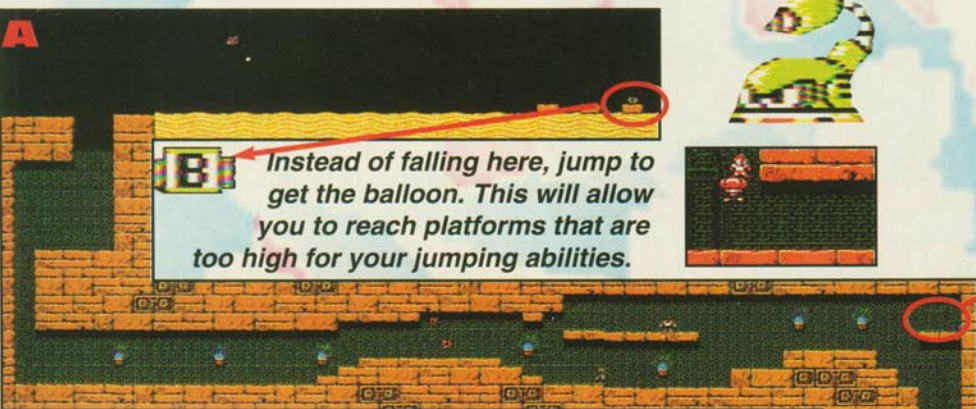 A
B
Instead of falling here, jump to
get the balloon. This will allow
you to reach platforms that are
too high for your jumping abilities.